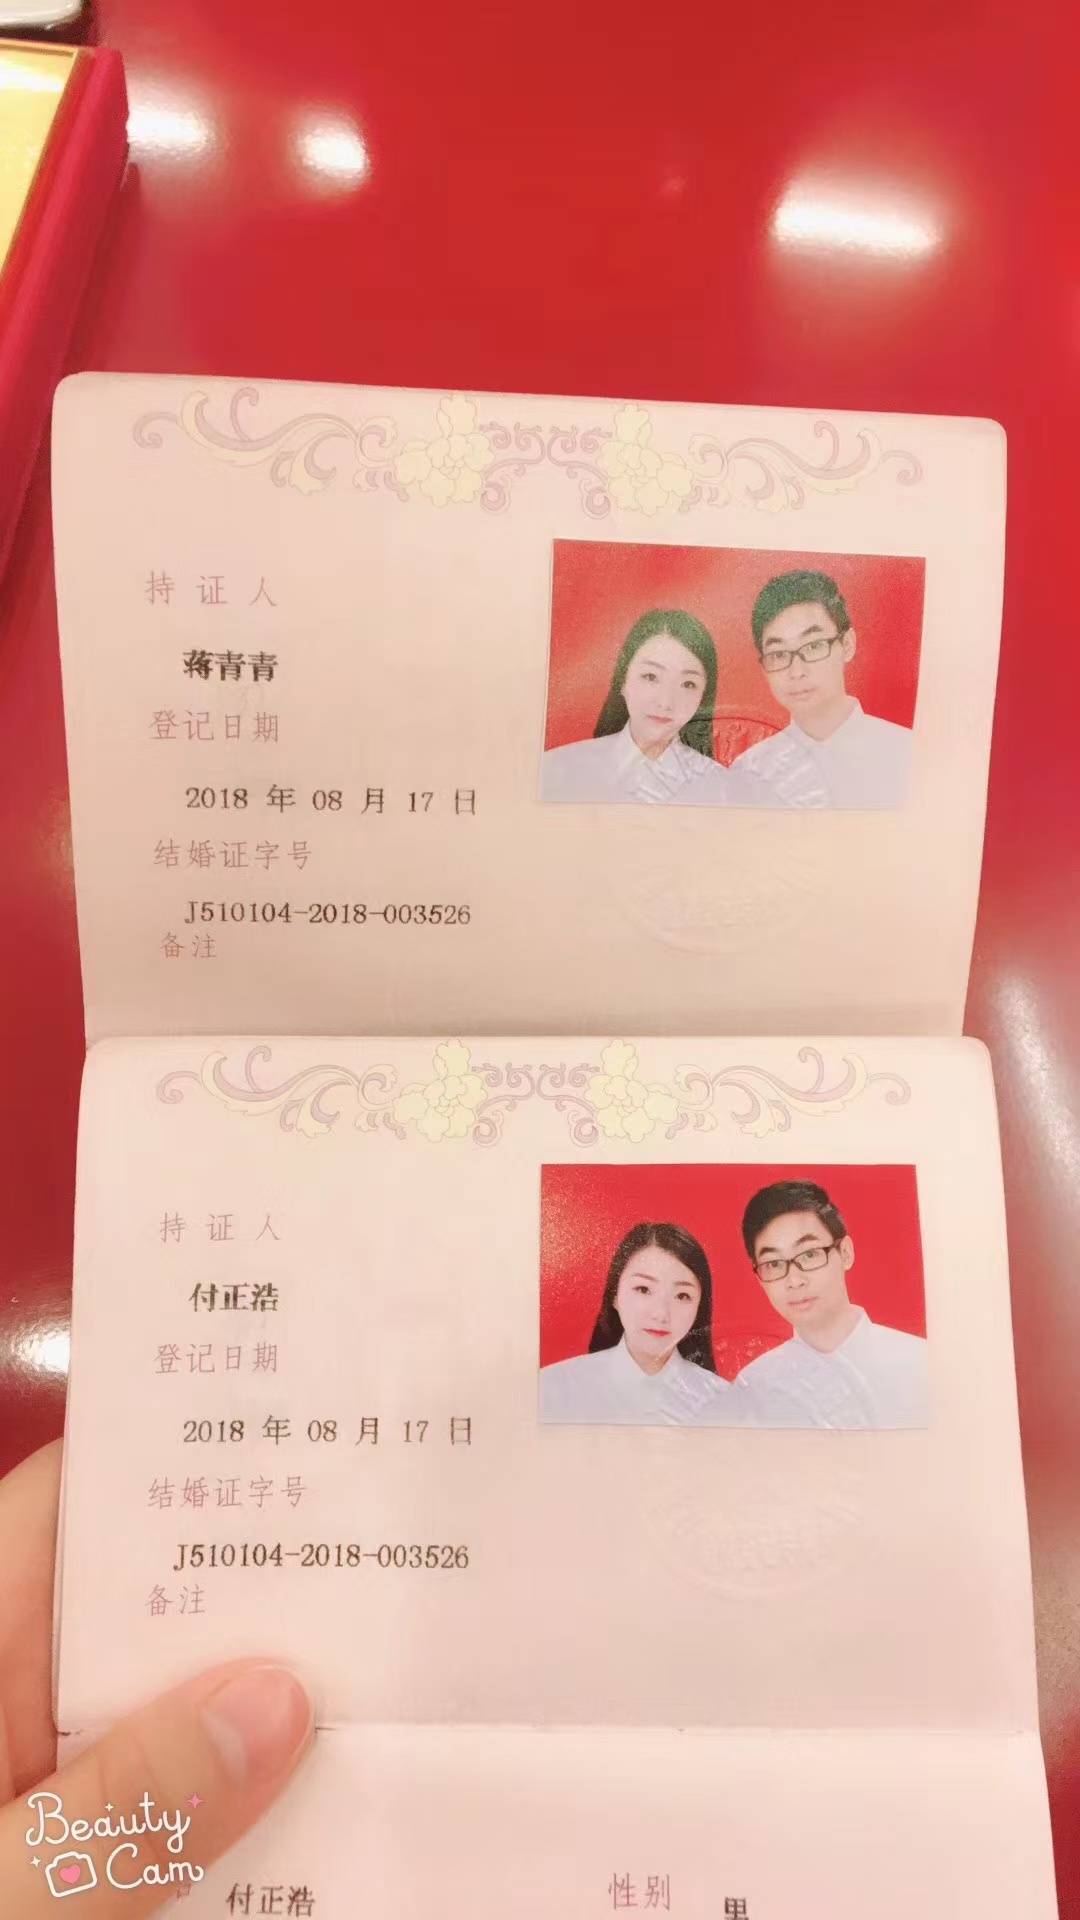 持证人
蒋青青
登记日期
2018 年 08 月 17 日
结婚证字号
J510104-2018-003526
备注
持证人
付正浩
登记日期
2018 年 08 月 17 日
结婚证字号
J510104-2018-003526
备注
付正浩 性别 男
Beauty
Cam